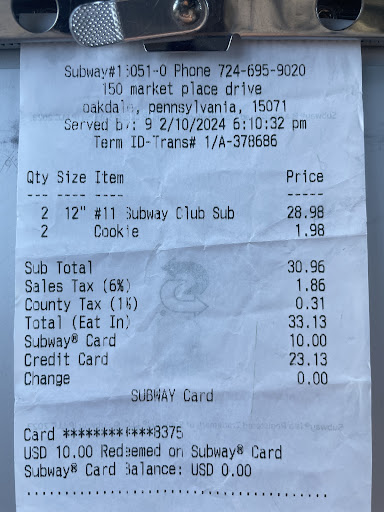 Subway#15051-0 Phone 724-695-9020
150 market place drive
oakdale, pennsylvania, 15071
Served by: 9 2/10/2024 6:10:32 pm
Term ID-Trans# 1/A-378686
Qty Size Item Price
--- ---- ---- -----
2 12" #11 Subway Club Sub 28.98
2 Cookie 1.98
Sub Total 30.96
Sales Tax (6%) 1.86
County Tax (1%) 0.31
Total (Eat In) 33.13
Subway® Card 10.00
Credit Card 23.13
Change 0.00
SUBWAY Card
Card ************8375
USD 10.00 Redeemed on Subway® Card
Subway® Card Balance: USD 0.00